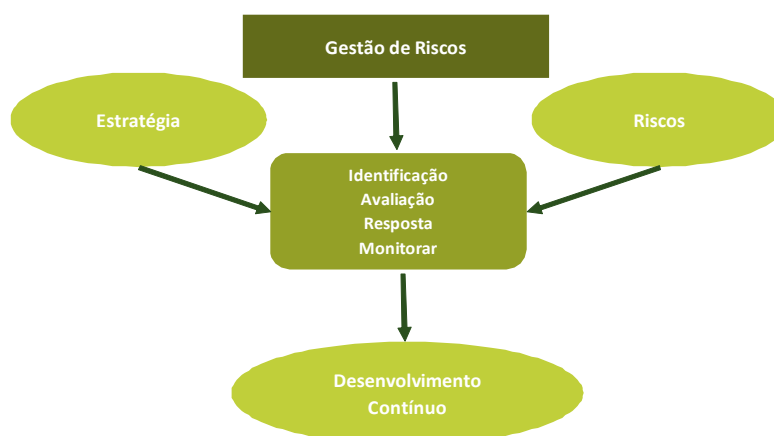 Gestão de Riscos
Estratégia
Riscos
Identificação
Avaliação
Resposta
Monitorar
Desenvolvimento
Contínuo